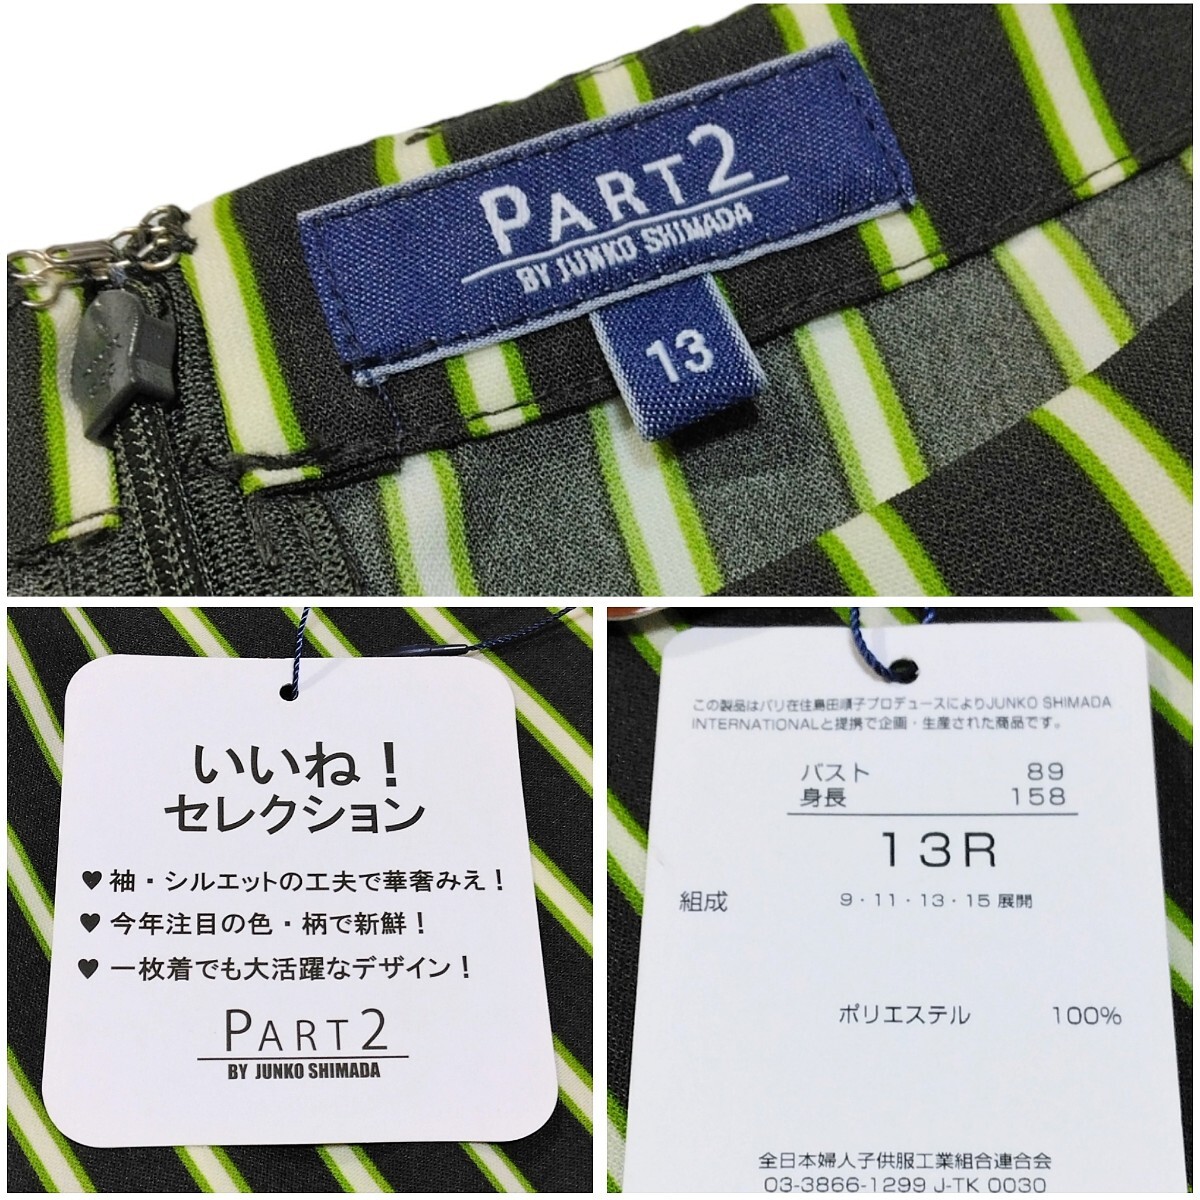 PART2
BY JUNKO SHIMADA
13
いいね！
セレクション
♥ 袖・シルエットの工夫で華奢みえ！
♥ 今年注目の色・柄で新鮮！
♥ 一枚着でも大活躍なデザイン！
PART2
BY JUNKO SHIMADA
この製品はパリ在住島田順子プロデュースによりJUNKO SHIMADA
INTERNATIONALと提携で企画・生産された商品です。
バスト 89
身長 158
13R
組成 9・11・13・15 展開
ポリエステル 100%
全日本婦人子供服工業組合連合会
03-3866-1299 J-TK 0030